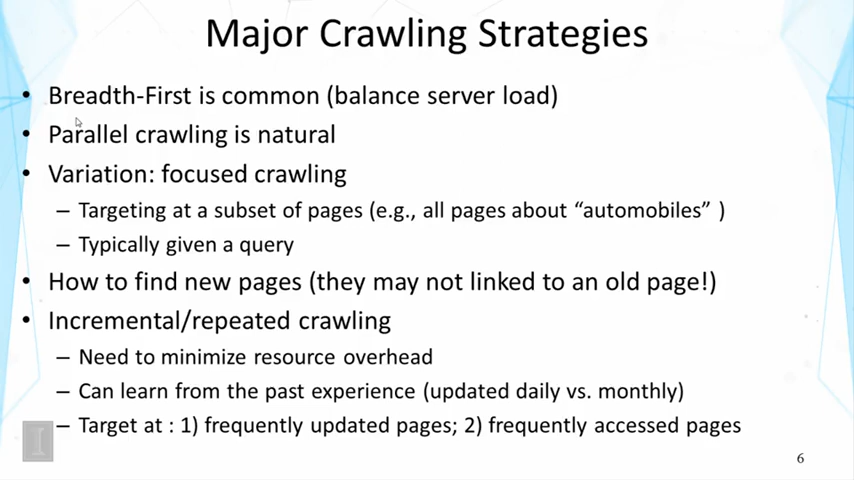 Major Crawling Strategies
• Breadth-First is common (balance server load)
• Parallel crawling is natural
• Variation: focused crawling
– Targeting at a subset of pages (e.g., all pages about “automobiles” )
– Typically given a query
• How to find new pages (they may not linked to an old page!)
• Incremental/repeated crawling
– Need to minimize resource overhead
– Can learn from the past experience (updated daily vs. monthly)
– Target at : 1) frequently updated pages; 2) frequently accessed pages
I
6